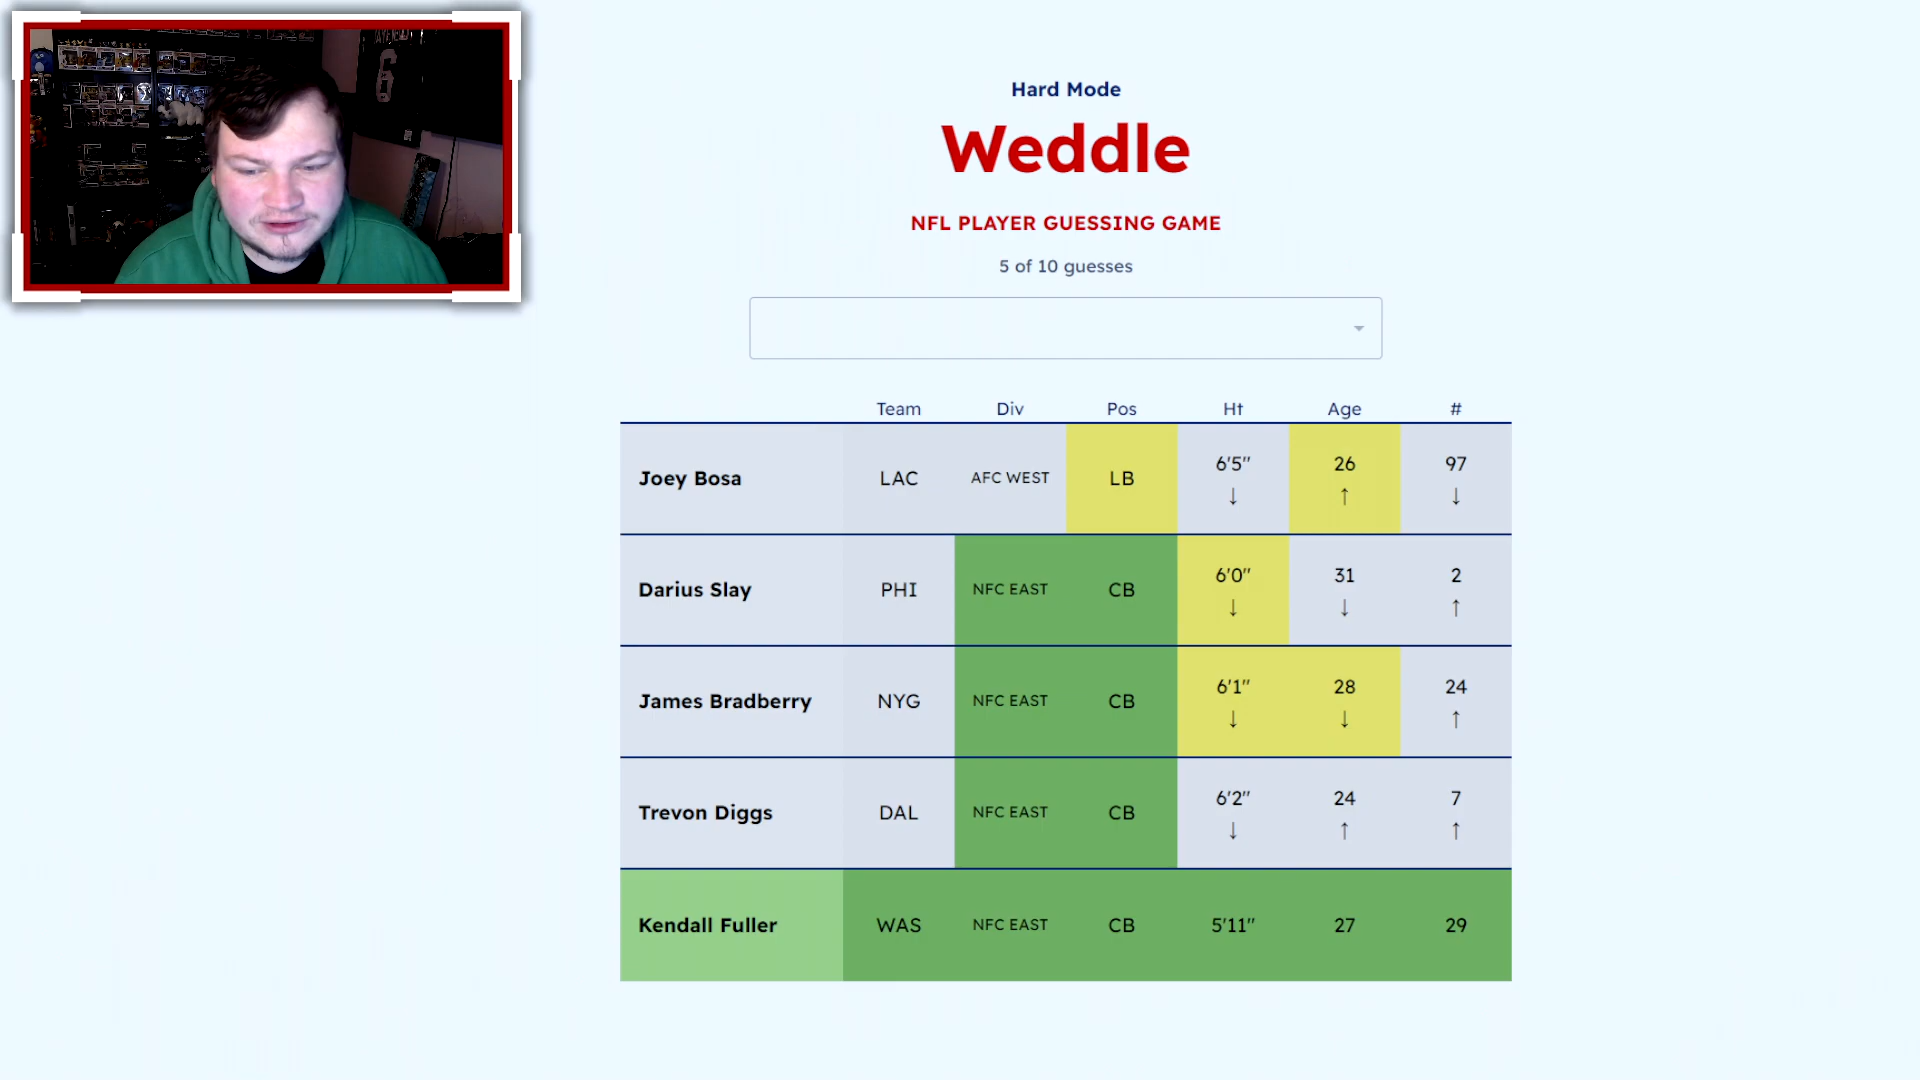 Hard Mode
Weddle
NFL PLAYER GUESSING GAME
5 of 10 guesses
Team Div Pos Ht Age #
Joey Bosa LAC AFC WEST LB 6'5" 26 97
↓ ↑ ↓
Darius Slay PHI NFC EAST CB 6'0" 31 2
↓ ↓ ↑
James Bradberry NYG NFC EAST CB 6'1" 28 24
↓ ↓ ↑
Trevon Diggs DAL NFC EAST CB 6'2" 24 7
↓ ↑ ↑
Kendall Fuller WAS NFC EAST CB 5'11" 27 29
6